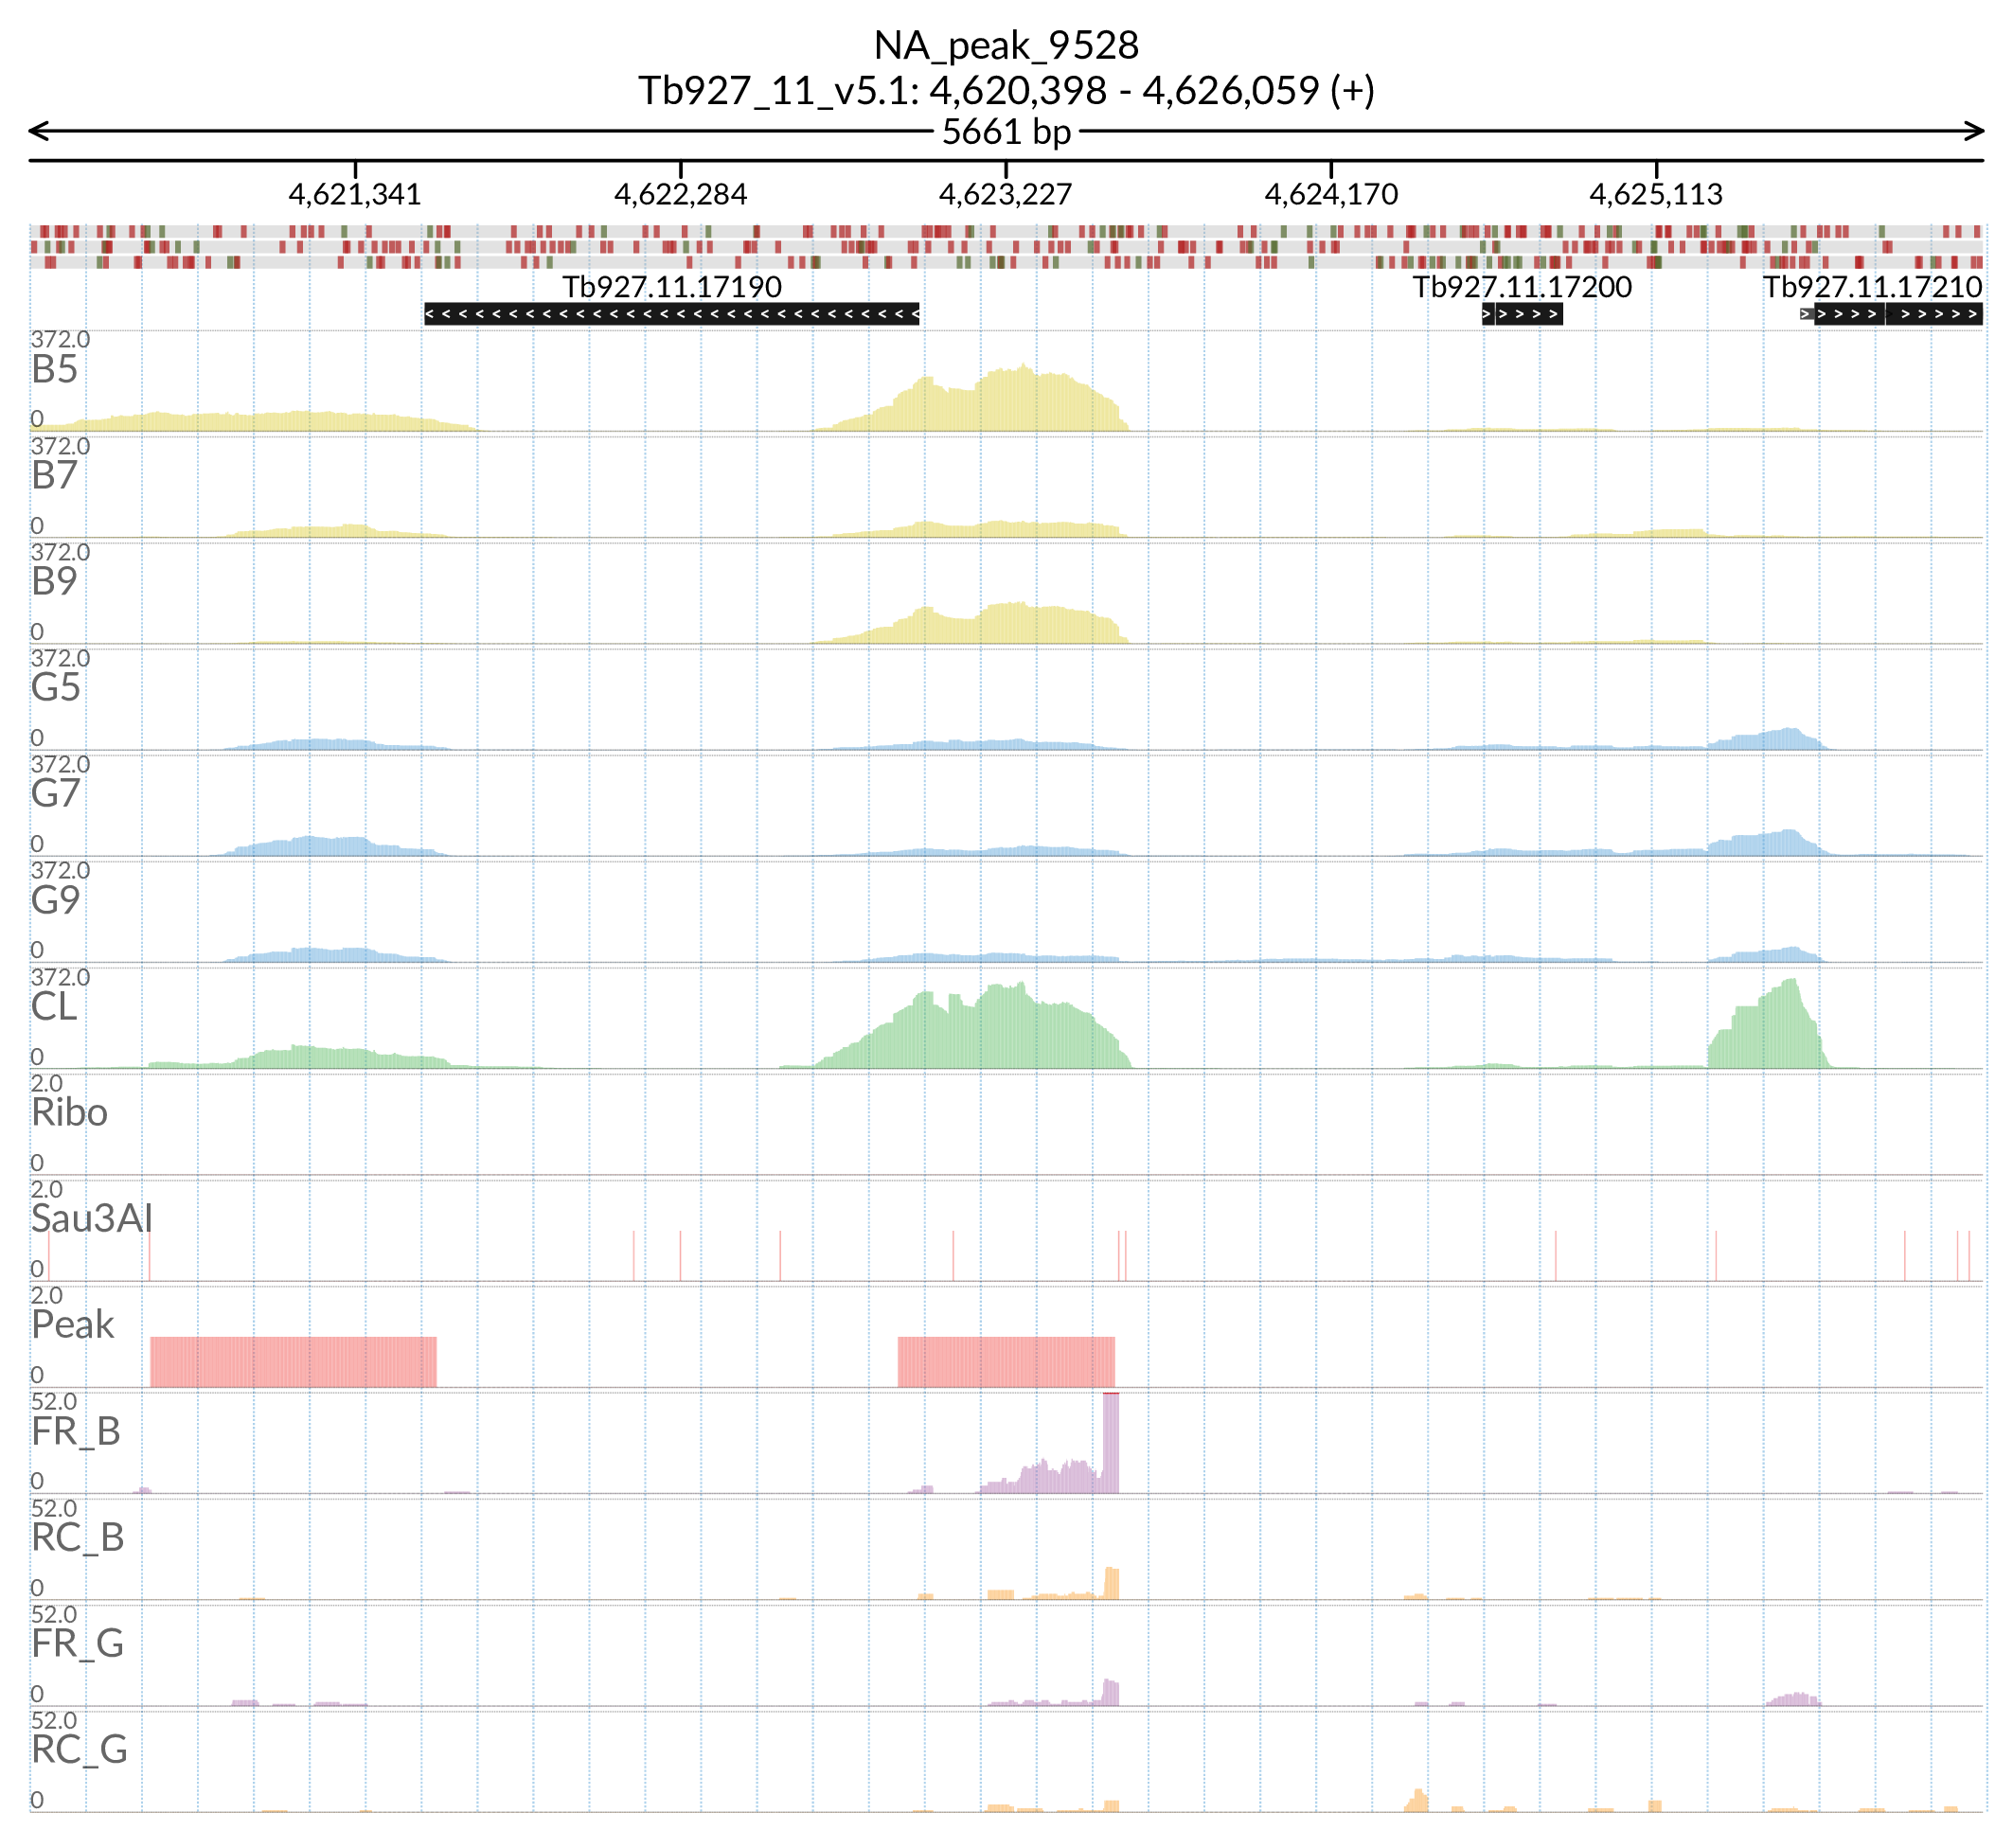 NA_peak_9528
Tb927_11_v5.1: 4,620,398 - 4,626,059 (+)
5661 bp
4,621,341 4,622,284 4,623,227 4,624,170 4,625,113
Tb927.11.17190 Tb927.11.17200 Tb927.11.17210
372.0
B5
0
372.0
B7
0
372.0
B9
0
372.0
G5
0
372.0
G7
0
372.0
G9
0
372.0
CL
0
2.0
Ribo
0
2.0
Sau3AI
0
2.0
Peak
0
52.0
FR_B
0
52.0
RC_B
0
52.0
FR_G
0
52.0
RC_G
0